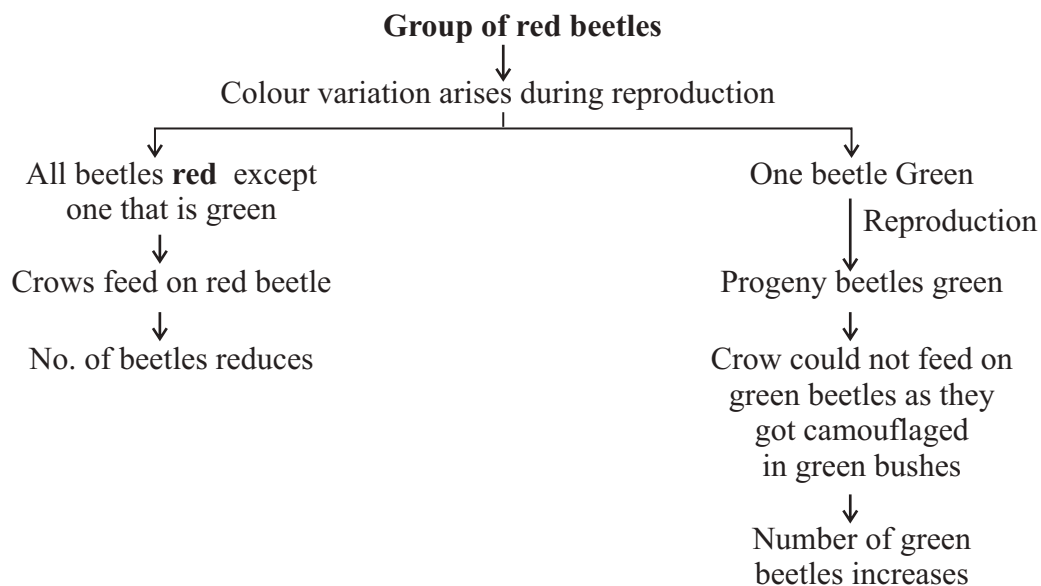 Group of red beetles
Colour variation arises during reproduction
All beetles red except
one that is green
Crows feed on red beetle
No. of beetles reduces
One beetle Green
Reproduction
Progeny beetles green
Crow could not feed on
green beetles as they
got camouflaged
in green bushes
Number of green
beetles increases